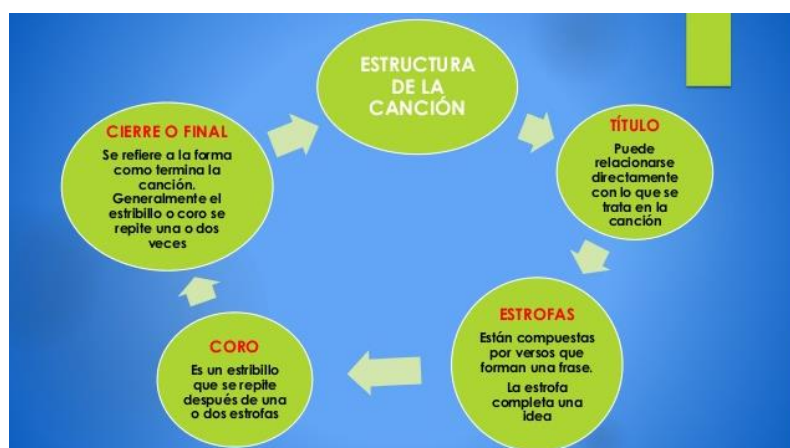 ESTRUCTURA
DE LA
CANCIÓN
TÍTULO
Puede
relacionarse
directamente
con lo que se
trata en la
canción
ESTROFAS
Están compuestas
por versos que
forman una frase.
La estrofa
completa una
idea
CORO
Es un estribillo
que se repite
después de una
o dos estrofas
CIERRE O FINAL
Se refiere a la forma
como termina la
canción.
Generalmente el
estribillo o coro se
repite una o dos
veces